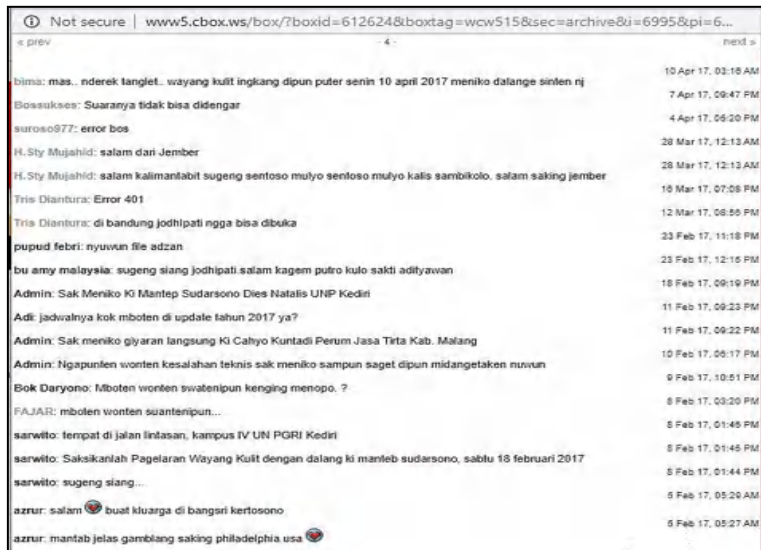 Not secure | www5.cbox.ws/box/?boxid=612624&boxtag=wcw515&sec=archive&i=6995&pi=6...
« prev - 4 - next »
10 Apr 17, 03:16 AM
bima: mas.. nderek tanglet.. wayang kulit ingkang dipun puter senin 10 april 2017 meniko dalange sinten nj
7 Apr 17, 09:47 PM
Bossukses: Suaranya tidak bisa didengar
4 Apr 17, 05:20 PM
suroso977: error bos
28 Mar 17, 12:13 AM
H.Sty Mujahid: salam dari Jember
28 Mar 17, 12:13 AM
H.Sty Mujahid: salam kalimantabit sugeng sentoso mulyo sentoso mulyo kalis sambikolo. salam saking jember
16 Mar 17, 07:08 PM
Tris Diantura: Error 401
12 Mar 17, 08:56 PM
Tris Diantura: di bandung jodhipati ngga bisa dibuka
23 Feb 17, 11:18 PM
pupud febri: nyuwun file adzan
23 Feb 17, 12:16 PM
bu amy malaysia: sugeng siang jodhipati.salam kagem putro kulo sakti adityawan
18 Feb 17, 09:19 PM
Admin: Sak Meniko Ki Mantep Sudarsono Dies Natalis UNP Kediri
11 Feb 17, 09:23 PM
Adi: jadwalnya kok mboten di update tahun 2017 ya?
11 Feb 17, 09:22 PM
Admin: Sak meniko giyaran langsung Ki Cahyo Kuntadi Perum Jasa Tirta Kab. Malang
10 Feb 17, 06:17 PM
Admin: Ngapunten wonten kesalahan teknis sak meniko sampun saget dipun midangetaken nuwun
9 Feb 17, 10:51 PM
Bok Daryono: Mboten wonten swatenipun kenging menopo. ?
8 Feb 17, 03:20 PM
FAJAR: mboten wonten suantenipun...
8 Feb 17, 01:46 PM
sarwito: tempat di jalan lintasan, kampus IV UN PGRI Kediri
8 Feb 17, 01:45 PM
sarwito: Saksikanlah Pagelaran Wayang Kulit dengan dalang ki manteb sudarsono, sabtu 18 februari 2017
8 Feb 17, 01:44 PM
sarwito: sugeng siang...
6 Feb 17, 05:29 AM
azrur: salam buat kluarga di bangsri kertosono
6 Feb 17, 05:27 AM
azrur: mantab jelas gamblang saking philadelphia usa